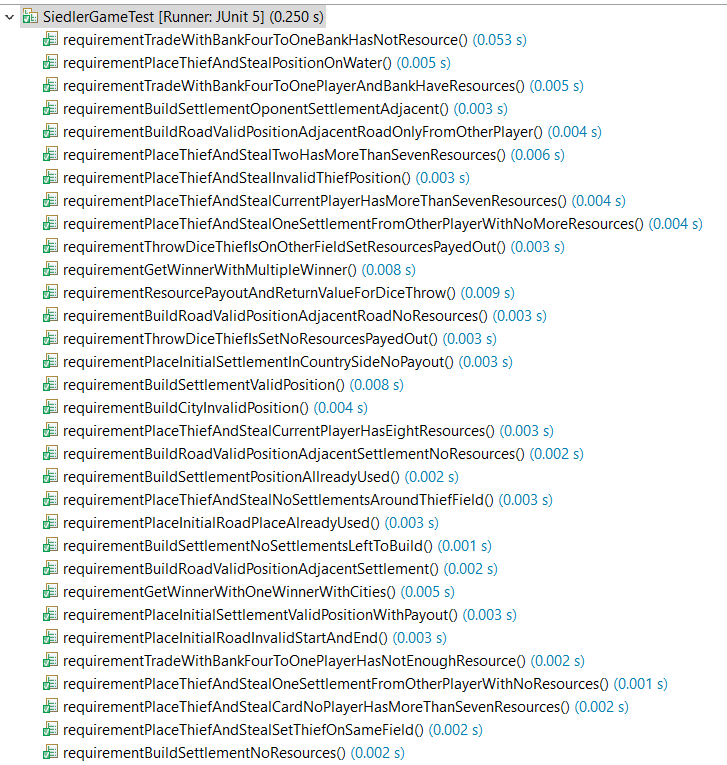 SiedlerGameTest [Runner: JUnit 5] (0.250 s)
requirementTradeWithBankFourToOneBankHasNotResource() (0.053 s)
requirementPlaceThiefAndStealPositionOnWater() (0.005 s)
requirementTradeWithBankFourToOnePlayerAndBankHaveResources() (0.005 s)
requirementBuildSettlementOponentSettlementAdjacent() (0.003 s)
requirementBuildRoadValidPositionAdjacentRoadOnlyFromOtherPlayer() (0.004 s)
requirementPlaceThiefAndStealTwoHasMoreThanSevenResources() (0.006 s)
requirementPlaceThiefAndStealInvalidThiefPosition() (0.003 s)
requirementPlaceThiefAndStealCurrentPlayerHasMoreThanSevenResources() (0.004 s)
requirementPlaceThiefAndStealOneSettlementFromOtherPlayerWithNoMoreResources() (0.004 s)
requirementThrowDiceThiefIsOnOtherFieldSetResourcesPayedOut() (0.003 s)
requirementGetWinnerWithMultipleWinner() (0.008 s)
requirementResourcePayoutAndReturnValueForDiceThrow() (0.009 s)
requirementBuildRoadValidPositionAdjacentRoadNoResources() (0.003 s)
requirementThrowDiceThiefIsSetNoResourcesPayedOut() (0.003 s)
requirementPlaceInitialSettlementInCountrySideNoPayout() (0.003 s)
requirementBuildSettlementValidPosition() (0.008 s)
requirementBuildCityInvalidPosition() (0.004 s)
requirementPlaceThiefAndStealCurrentPlayerHasEightResources() (0.003 s)
requirementBuildRoadValidPositionAdjacentSettlementNoResources() (0.002 s)
requirementBuildSettlementPositionAllreadyUsed() (0.002 s)
requirementPlaceThiefAndStealNoSettlementsAroundThiefField() (0.003 s)
requirementPlaceInitialRoadPlaceAlreadyUsed() (0.003 s)
requirementBuildSettlementNoSettlementsLeftToBuild() (0.001 s)
requirementBuildRoadValidPositionAdjacentSettlement() (0.002 s)
requirementGetWinnerWithOneWinnerWithCities() (0.005 s)
requirementPlaceInitialSettlementValidPositionWithPayout() (0.003 s)
requirementPlaceInitialRoadInvalidStartAndEnd() (0.003 s)
requirementTradeWithBankFourToOnePlayerHasNotEnoughResource() (0.002 s)
requirementPlaceThiefAndStealOneSettlementFromOtherPlayerWithNoResources() (0.001 s)
requirementPlaceThiefAndStealCardNoPlayerHasMoreThanSevenResources() (0.002 s)
requirementPlaceThiefAndStealSetThiefOnSameField() (0.002 s)
requirementBuildSettlementNoResources() (0.002 s)